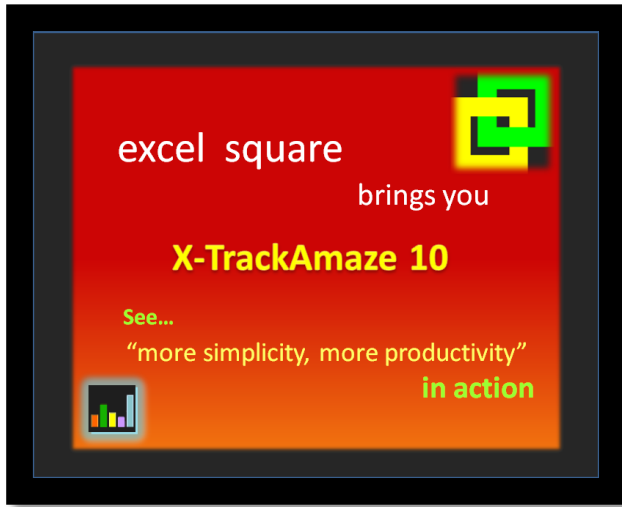 excel square
brings you
X-TrackAmaze 10
See...
“more simplicity, more productivity”
in action